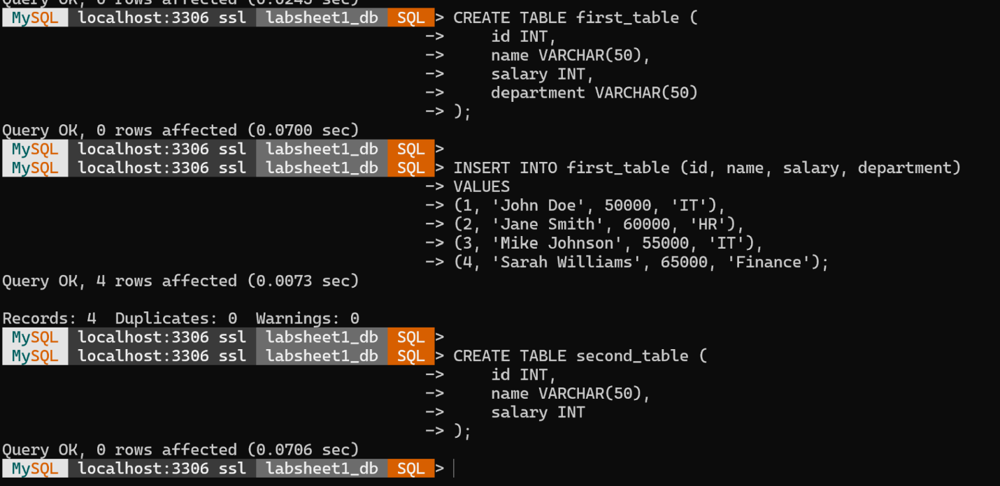 Query OK, 0 rows affected (0.0245 sec)
MySQL localhost:3306 ssl labsheet1_db SQL > CREATE TABLE first_table (
-> id INT,
-> name VARCHAR(50),
-> salary INT,
-> department VARCHAR(50)
-> );
Query OK, 0 rows affected (0.0700 sec)
MySQL localhost:3306 ssl labsheet1_db SQL >
MySQL localhost:3306 ssl labsheet1_db SQL > INSERT INTO first_table (id, name, salary, department)
-> VALUES
-> (1, 'John Doe', 50000, 'IT'),
-> (2, 'Jane Smith', 60000, 'HR'),
-> (3, 'Mike Johnson', 55000, 'IT'),
-> (4, 'Sarah Williams', 65000, 'Finance');
Query OK, 4 rows affected (0.0073 sec)
Records: 4 Duplicates: 0 Warnings: 0
MySQL localhost:3306 ssl labsheet1_db SQL >
MySQL localhost:3306 ssl labsheet1_db SQL > CREATE TABLE second_table (
-> id INT,
-> name VARCHAR(50),
-> salary INT
-> );
Query OK, 0 rows affected (0.0706 sec)
MySQL localhost:3306 ssl labsheet1_db SQL >